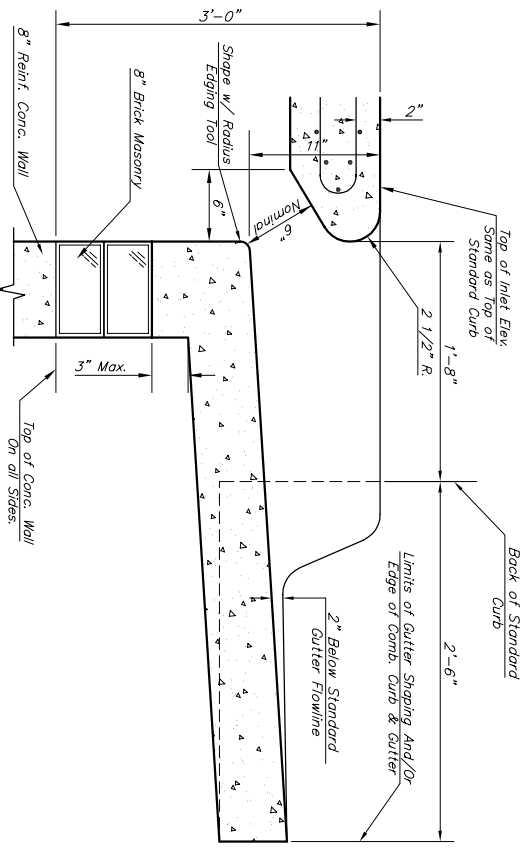 Top of Inlet Elev.
Same as Top of
Standard Curb
2 1/2" R.
1'-8"
Back of Standard
Curb
2'-6"
Limits of Gutter Shaping And/Or
Edge of Comb. Curb & Gutter
2" Below Standard
Gutter Flowline
2"
11"
3'-0"
Nominal
6"
6"
Shape w/ Radius
Edging Tool
8" Brick Masonry
8" Reinf. Conc. Wall
3" Max.
Top of Conc. Wall
On all Sides.